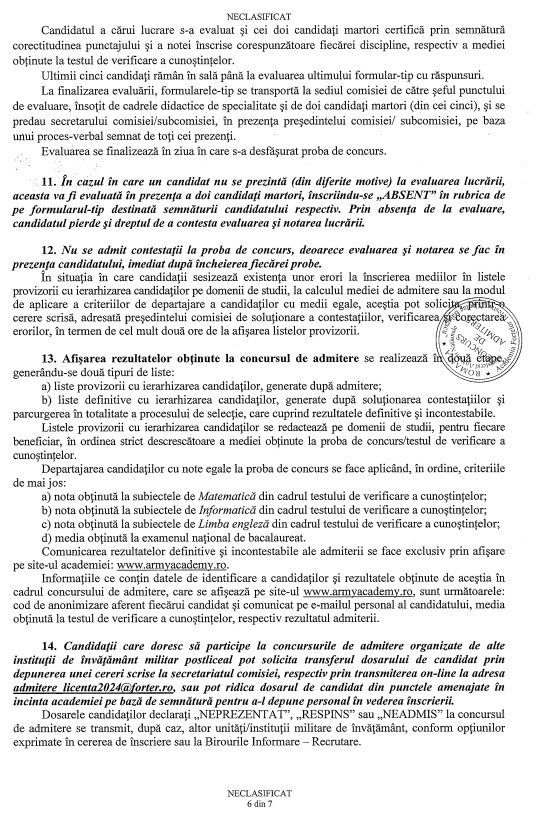 NECLASIFICAT
Candidatul a cărui lucrare s-a evaluat și cei doi candidați martori certifică prin semnătură
corectitudinea punctajului și a notei înscrise corespunzătoare fiecărei discipline, respectiv a mediei
obținute la testul de verificare a cunoștințelor.
Ultimii cinci candidați rămân în sală până la evaluarea ultimului formular-tip cu răspunsuri.
La finalizarea evaluării, formularele-tip se transportă la sediul comisiei de către șeful punctului
de evaluare, însoțit de cadrele didactice de specialitate și de doi candidați martori (din cei cinci), și se
predau secretarului comisiei/subcomisiei, în prezența președintelui comisiei/ subcomisiei, pe baza
unui proces-verbal semnat de toți cei prezenți.
Evaluarea se finalizează în ziua în care s-a desfășurat proba de concurs.
11. În cazul în care un candidat nu se prezintă (din diferite motive) la evaluarea lucrării,
aceasta va fi evaluată în prezența a doi candidați martori, înscriindu-se „ABSENT” în rubrica de
pe formularul-tip destinată semnăturii candidatului respectiv. Prin absența de la evaluare,
candidatul pierde și dreptul de a contesta evaluarea și notarea lucrării.
12. Nu se admit contestații la proba de concurs, deoarece evaluarea și notarea se fac în
prezența candidatului, imediat după încheierea fiecărei probe.
În situația în care candidații sesizează existența unor erori la înscrierea mediilor în listele
provizorii cu ierarhizarea candidaților pe domenii de studii, la calculul mediei de admitere sau la modul
de aplicare a criteriilor de departajare a candidaților cu medii egale, aceștia pot solicita, printr-o
cerere scrisă, adresată președintelui comisiei de soluționare a contestațiilor, verificarea și corectarea
erorilor, în termen de cel mult două ore de la afișarea listelor provizorii.
13. Afișarea rezultatelor obținute la concursul de admitere se realizează în două etape,
generându-se două tipuri de liste:
a) liste provizorii cu ierarhizarea candidaților, generate după admitere;
b) liste definitive cu ierarhizarea candidaților, generate după soluționarea contestațiilor și
parcurgerea în totalitate a procesului de selecție, care cuprind rezultatele definitive și incontestabile.
Listele provizorii cu ierarhizarea candidaților se redactează pe domenii de studii, pentru fiecare
beneficiar, în ordinea strict descrescătoare a mediei obținute la proba de concurs/testul de verificare a
cunoștințelor.
Departajarea candidaților cu note egale la proba de concurs se face aplicând, în ordine, criteriile
de mai jos:
a) nota obținută la subiectele de Matematică din cadrul testului de verificare a cunoștințelor;
b) nota obținută la subiectele de Informatică din cadrul testului de verificare a cunoștințelor;
c) nota obținută la subiectele de Limba engleză din cadrul testului de verificare a cunoștințelor;
d) media obținută la examenul național de bacalaureat.
Comunicarea rezultatelor definitive și incontestabile ale admiterii se face exclusiv prin afișare
pe site-ul academiei: www.armyacademy.ro.
Informațiile ce conțin datele de identificare a candidaților și rezultatele obținute de aceștia în
cadrul concursului de admitere, care se afișează pe site-ul www.armyacademy.ro, sunt următoarele:
cod de anonimizare aferent fiecărui candidat și comunicat pe e-mailul personal al candidatului, media
obținută la testul de verificare a cunoștințelor, respectiv rezultatul admiterii.
14. Candidații care doresc să participe la concursurile de admitere organizate de alte
instituții de învățământ militar postliceal pot solicita transferul dosarului de candidat prin
depunerea unei cereri scrise la secretariatul comisiei, respectiv prin transmiterea on-line la adresa
admitere_licenta2024@forter.ro, sau pot ridica dosarul de candidat din punctele amenajate în
incinta academiei pe bază de semnătură pentru a-l depune personal în vederea înscrierii.
Dosarele candidaților declarați „NEPREZENTAT”, „RESPINS” sau „NEADMIS” la concursul
de admitere se transmit, după caz, altor unități/instituții militare de învățământ, conform opțiunilor
exprimate în cererea de înscriere sau la Birourile Informare – Recrutare.
NECLASIFICAT
6 din 7